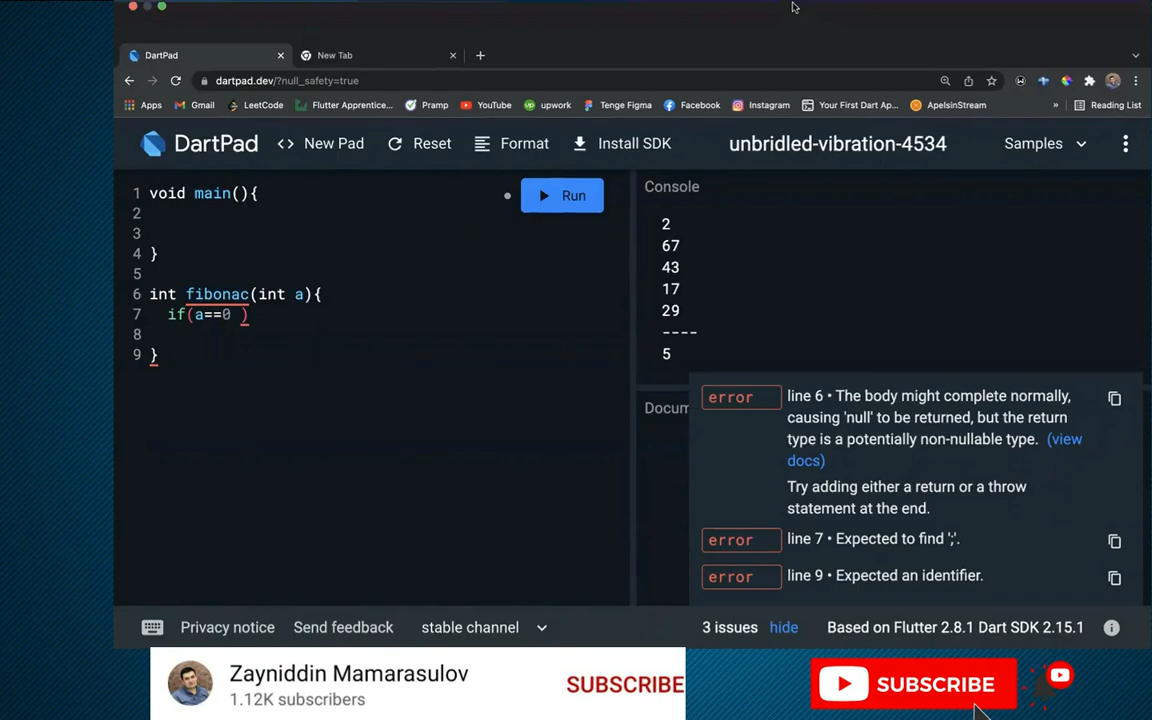 DartPad
New Tab
dartpad.dev/?null_safety=true
Apps
Gmail
LeetCode
Flutter Apprentice...
Pramp
YouTube
upwork
Tenge Figma
Facebook
Instagram
Your First Dart Ap...
ApelsinStream
»
Reading List
DartPad
<> New Pad
Reset
Format
Install SDK
unbridled-vibration-4534
Samples
1 void main(){
2
3
4 }
5
6 int fibonac(int a){
7 if(a==0 )
8
9 }
Run
Console
2
67
43
17
29
----
5
Docum
error line 6 • The body might complete normally,
causing 'null' to be returned, but the return
type is a potentially non-nullable type. (view
docs)
Try adding either a return or a throw
statement at the end.
error line 7 • Expected to find ';'.
error line 9 • Expected an identifier.
Privacy notice
Send feedback
stable channel
3 issues hide
Based on Flutter 2.8.1 Dart SDK 2.15.1
Zayniddin Mamarasulov
1.12K subscribers
SUBSCRIBE
SUBSCRIBE